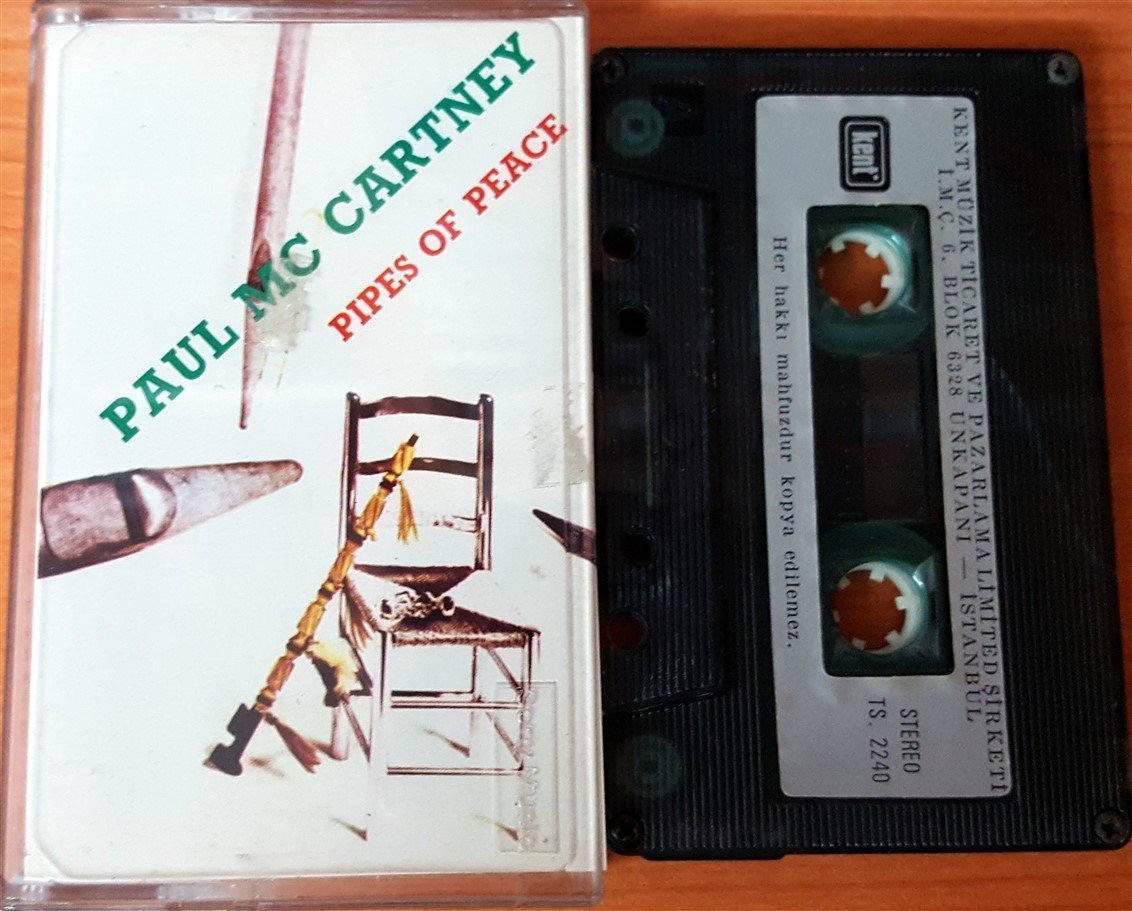 PAUL MC CARTNEY
PIPES OF PEACE
A
kent
KENT MÜZİK TİCARET VE PAZARLAMA LİMİTED ŞİRKETİ
İ.M.Ç. 6. BLOK 6328 UNKAPANI — İSTANBUL
Her hakkı mahfuzdur kopya edilemez.
STEREO
TS. 2240